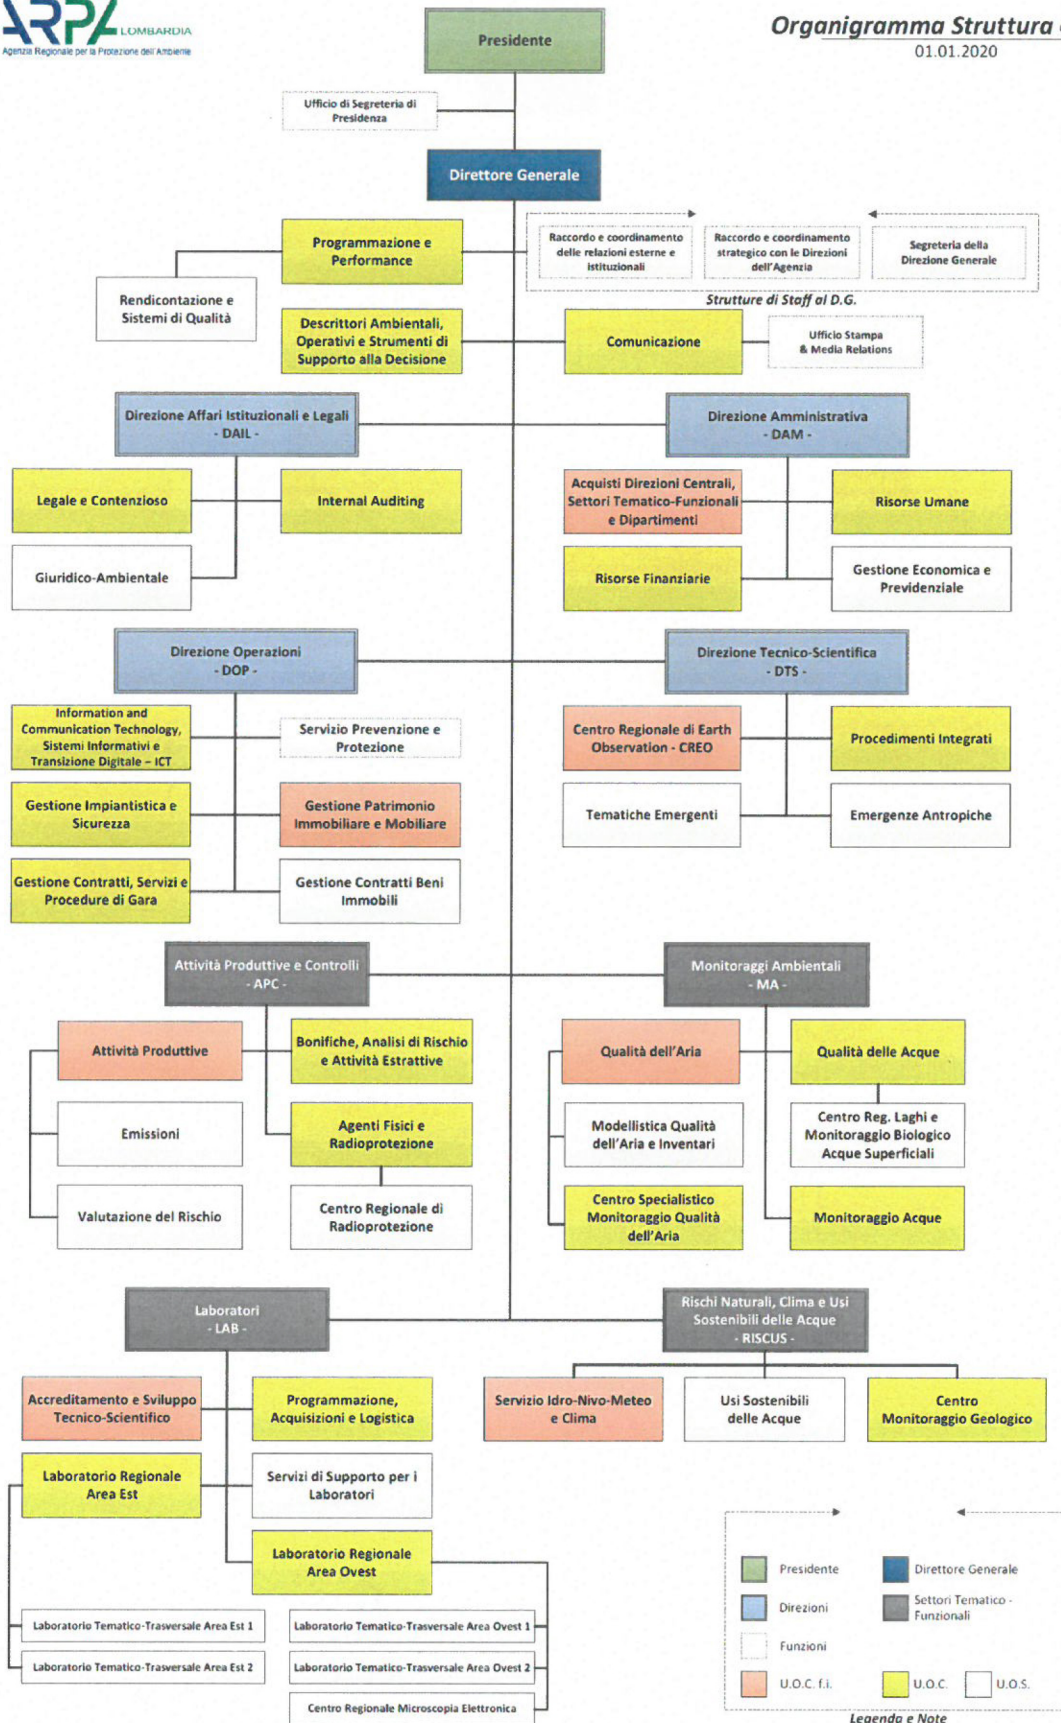 ARPA LOMBARDIA
Agenzia Regionale per la Protezione dell'Ambiente
Organigramma Struttura
01.01.2020
Presidente
Ufficio di Segreteria di
Presidenza
Direttore Generale
Programmazione e
Performance
Raccordo e coordinamento
delle relazioni esterne e
istituzionali
Raccordo e coordinamento
strategico con le Direzioni
dell'Agenzia
Segreteria della
Direzione Generale
Rendicontazione e
Sistemi di Qualità
Strutture di Staff al D.G.
Descrittori Ambientali,
Operativi e Strumenti di
Supporto alla Decisione
Comunicazione
Ufficio Stampa
& Media Relations
Direzione Affari Istituzionali e Legali
- DAIL -
Direzione Amministrativa
- DAM -
Legale e Contenzioso
Internal Auditing
Acquisti Direzioni Centrali,
Settori Tematico-Funzionali
e Dipartimenti
Risorse Umane
Giuridico-Ambientale
Risorse Finanziarie
Gestione Economica e
Previdenziale
Direzione Operazioni
- DOP -
Direzione Tecnico-Scientifica
- DTS -
Information and
Communication Technology,
Sistemi Informativi e
Transizione Digitale – ICT
Servizio Prevenzione e
Protezione
Centro Regionale di Earth
Observation - CREO
Procedimenti Integrati
Gestione Impiantistica e
Sicurezza
Gestione Patrimonio
Immobiliare e Mobiliare
Tematiche Emergenti
Emergenze Antropiche
Gestione Contratti, Servizi e
Procedure di Gara
Gestione Contratti Beni
Immobili
Attività Produttive e Controlli
- APC -
Monitoraggi Ambientali
- MA -
Attività Produttive
Bonifiche, Analisi di Rischio
e Attività Estrattive
Qualità dell'Aria
Qualità delle Acque
Emissioni
Agenti Fisici e
Radioprotezione
Modellistica Qualità
dell'Aria e Inventari
Centro Reg. Laghi e
Monitoraggio Biologico
Acque Superficiali
Valutazione del Rischio
Centro Regionale di
Radioprotezione
Centro Specialistico
Monitoraggio Qualità
dell'Aria
Monitoraggio Acque
Laboratori
- LAB -
Rischi Naturali, Clima e Usi
Sostenibili delle Acque
- RISCUS -
Accreditamento e Sviluppo
Tecnico-Scientifico
Programmazione,
Acquisizioni e Logistica
Servizio Idro-Nivo-Meteo
e Clima
Usi Sostenibili
delle Acque
Centro
Monitoraggio Geologico
Laboratorio Regionale
Area Est
Servizi di Supporto per i
Laboratori
Laboratorio Regionale
Area Ovest
Laboratorio Tematico-Trasversale Area Est 1
Laboratorio Tematico-Trasversale Area Ovest 1
Laboratorio Tematico-Trasversale Area Est 2
Laboratorio Tematico-Trasversale Area Ovest 2
Centro Regionale Microscopia Elettronica
Presidente
Direttore Generale
Direzioni
Settori Tematico -
Funzionali
Funzioni
U.O.C. f.i.
U.O.C.
U.O.S.
Legenda e Note